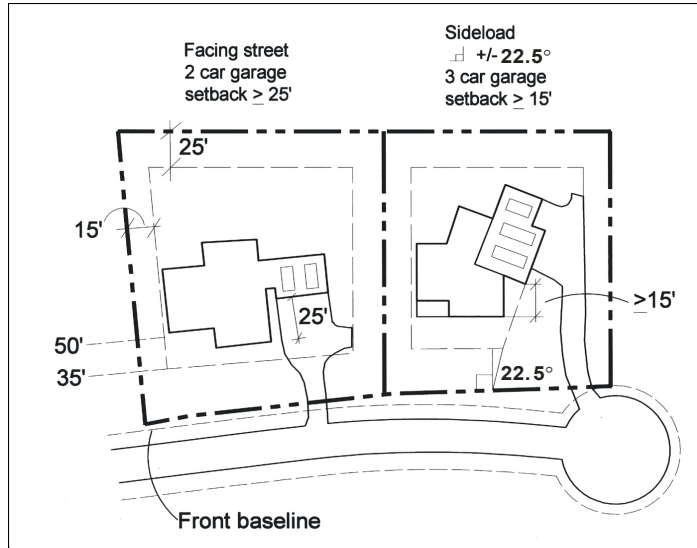 Facing street
2 car garage
setback ≥ 25'
Sideload
+/- 22.5°
3 car garage
setback ≥ 15'
25'
15'
25'
≥15'
50'
35'
22.5°
Front baseline